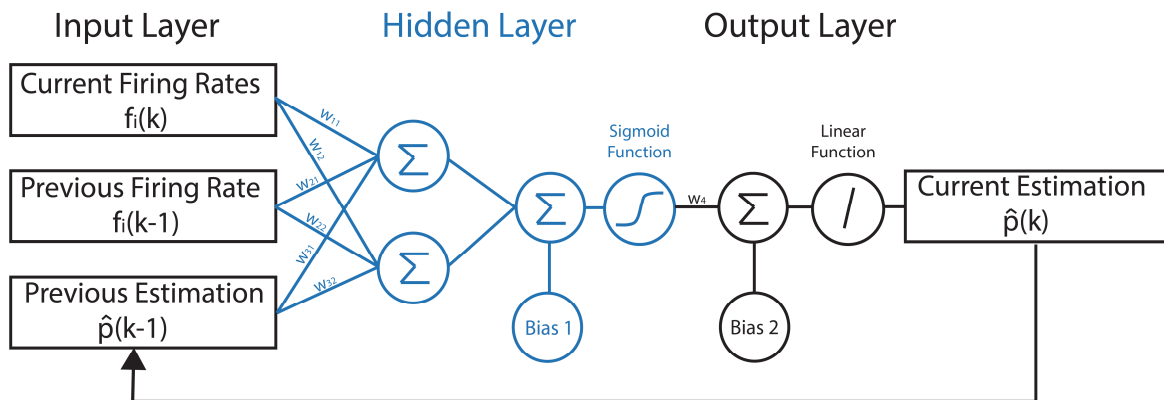 Input Layer
Hidden Layer
Output Layer
Current Firing Rates
fᵢ(k)
Previous Firing Rate
fᵢ(k-1)
Previous Estimation
p̂(k-1)
w₁₁
w₁₂
w₂₁
w₂₂
w₃₁
w₃₂
Σ
Σ
Σ
Bias 1
Sigmoid
Function
w₄
Σ
Bias 2
Linear
Function
Current Estimation
p̂(k)